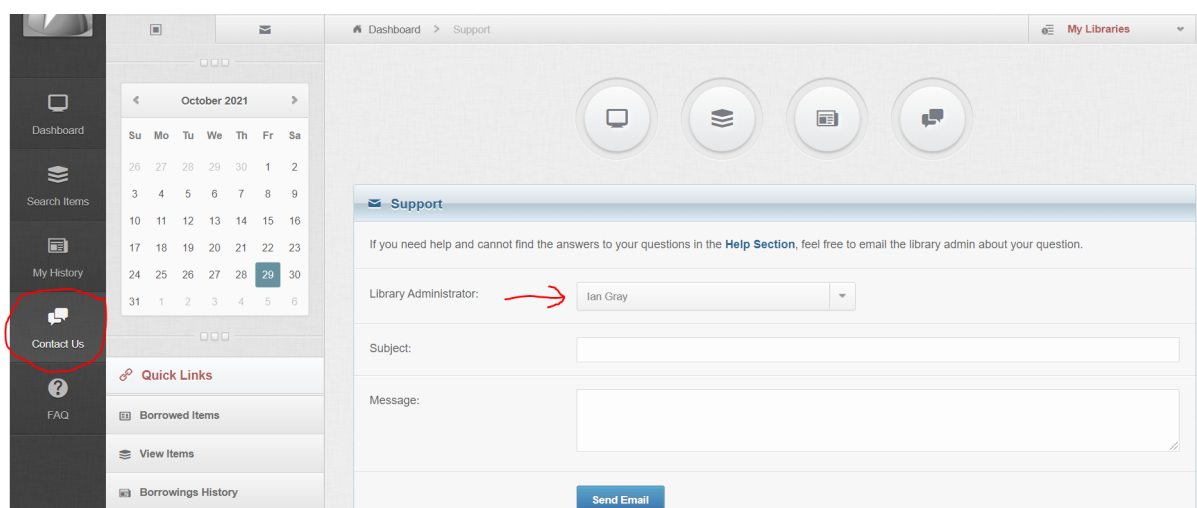 Dashboard > Support
My Libraries
Dashboard
Search Items
My History
Contact Us
FAQ
October 2021
Su Mo Tu We Th Fr Sa
26 27 28 29 30 1 2
3 4 5 6 7 8 9
10 11 12 13 14 15 16
17 18 19 20 21 22 23
24 25 26 27 28 29 30
31 1 2 3 4 5 6
Quick Links
Borrowed Items
View Items
Borrowings History
Support
If you need help and cannot find the answers to your questions in the Help Section, feel free to email the library admin about your question.
Library Administrator:
Ian Gray
Subject:
Message:
Send Email